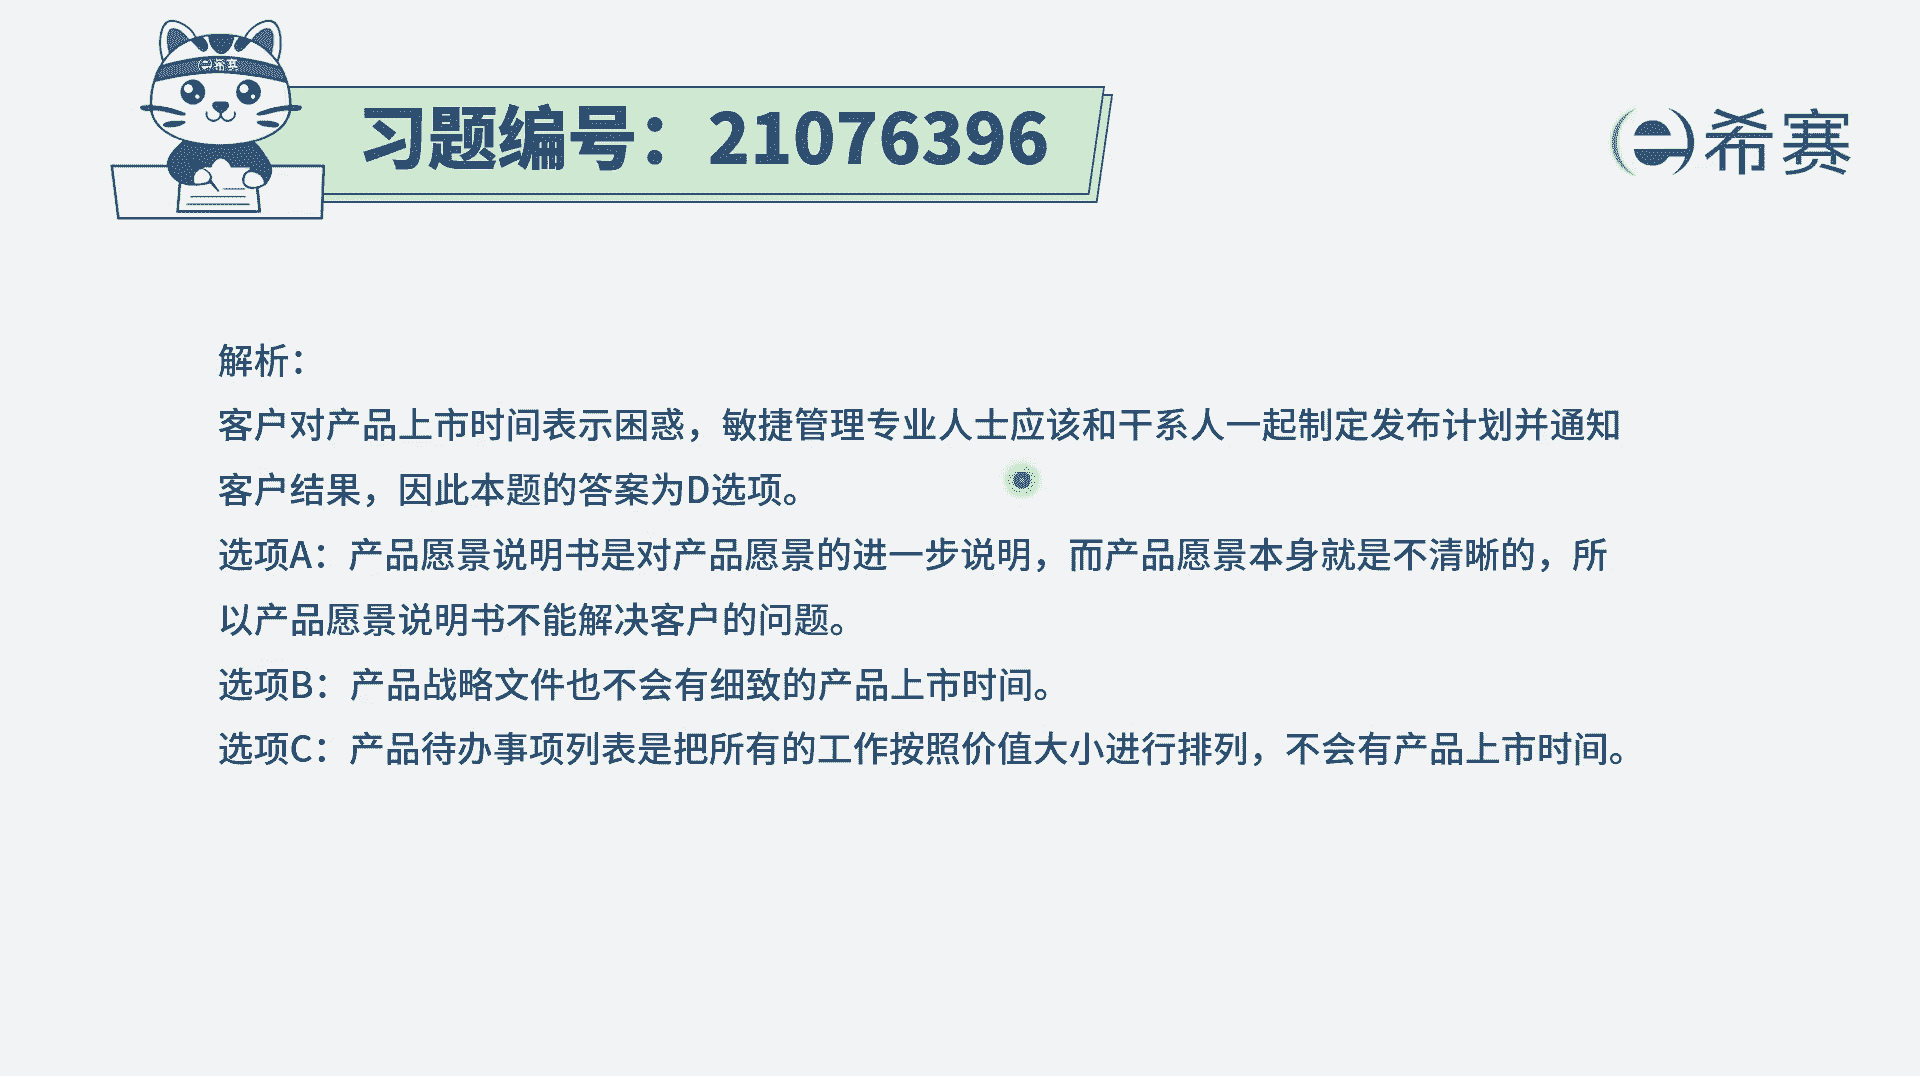 希赛
习题编号：21076396
希赛
解析：
客户对产品上市时间表示困惑，敏捷管理专业人士应该和干系人一起制定发布计划并通知
客户结果，因此本题的答案为D选项。
选项A：产品愿景说明书是对产品愿景的进一步说明，而产品愿景本身就是不清晰的，所
以产品愿景说明书不能解决客户的问题。
选项B：产品战略文件也不会有细致的产品上市时间。
选项C：产品待办事项列表是把所有的工作按照价值大小进行排列，不会有产品上市时间。